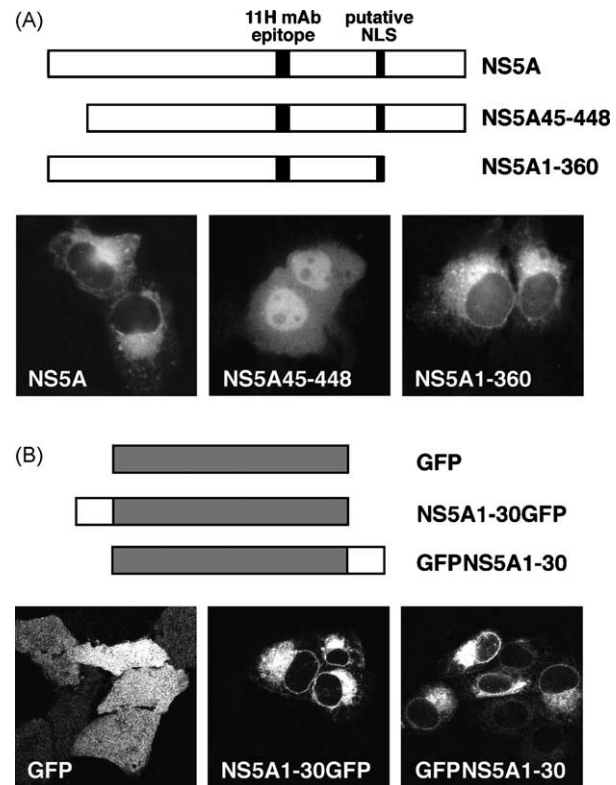 (A)
11H mAb
epitope
putative
NLS
NS5A
NS5A45-448
NS5A1-360
NS5A
NS5A45-448
NS5A1-360
(B)
GFP
NS5A1-30GFP
GFPNS5A1-30
GFP
NS5A1-30GFP
GFPNS5A1-30